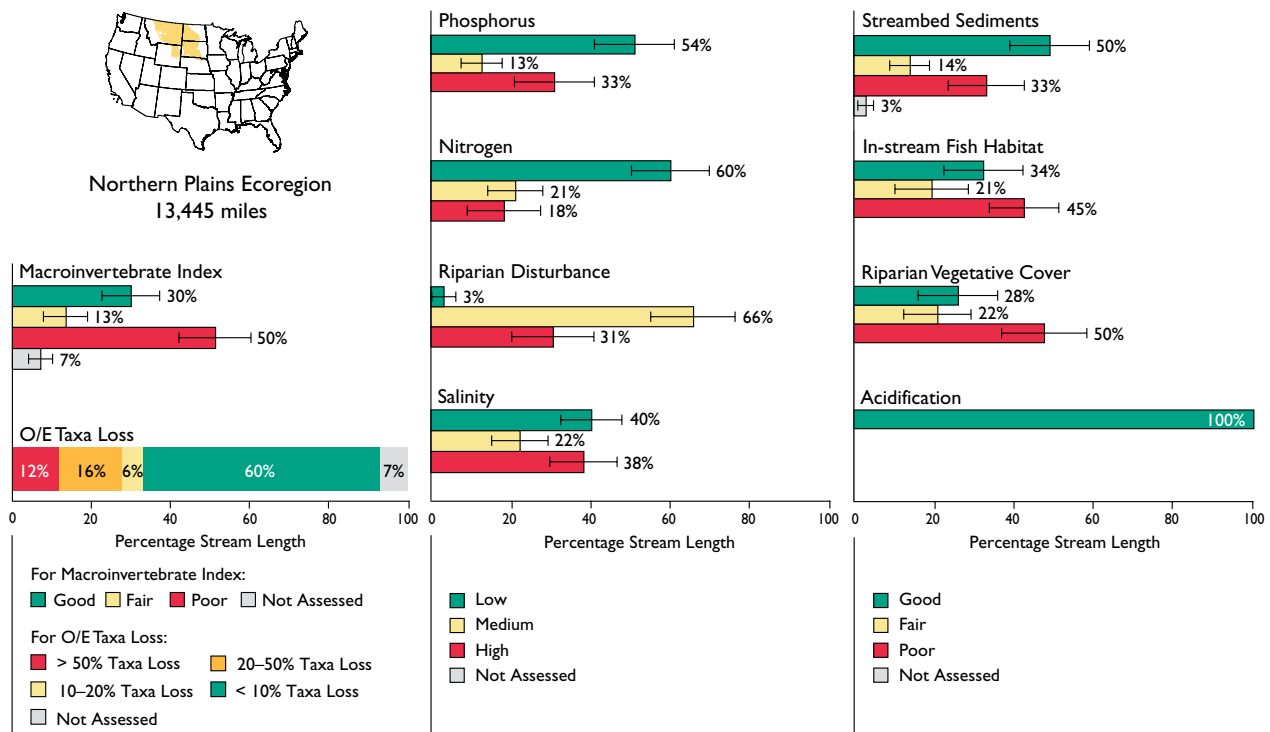 Northern Plains Ecoregion
13,445 miles
Macroinvertebrate Index
30%
13%
50%
7%
O/E Taxa Loss
12% 16% 6% 60% 7%
0 20 40 60 80 100
Percentage Stream Length
For Macroinvertebrate Index:
Good Fair Poor Not Assessed
For O/E Taxa Loss:
> 50% Taxa Loss 20–50% Taxa Loss
10–20% Taxa Loss < 10% Taxa Loss
Not Assessed
Phosphorus
54%
13%
33%
Nitrogen
60%
21%
18%
Riparian Disturbance
3%
66%
31%
Salinity
40%
22%
38%
0 20 40 60 80 100
Percentage Stream Length
Low
Medium
High
Not Assessed
Streambed Sediments
50%
14%
33%
3%
In-stream Fish Habitat
34%
21%
45%
Riparian Vegetative Cover
28%
22%
50%
Acidification
100%
0 20 40 60 80 100
Percentage Stream Length
Good
Fair
Poor
Not Assessed